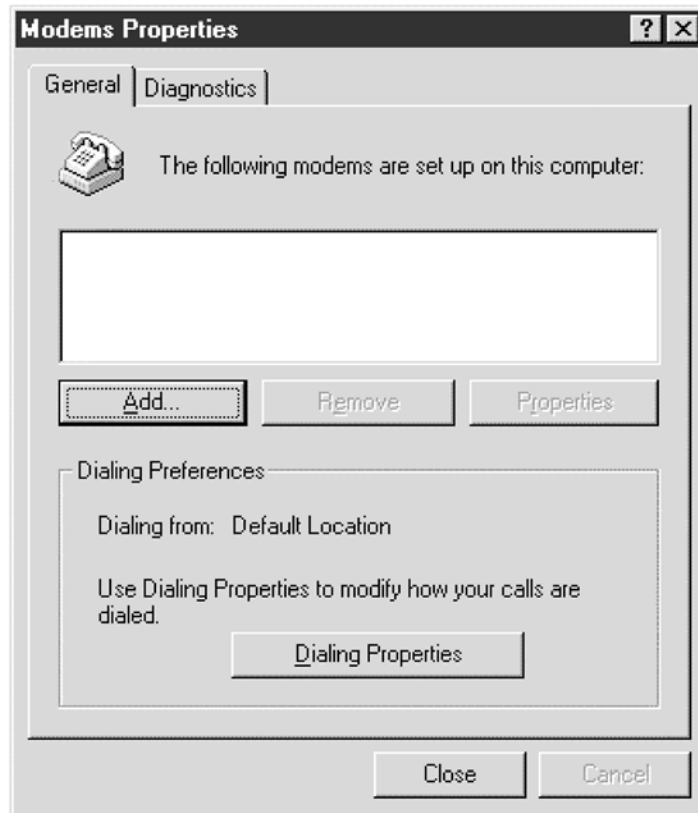 Modems Properties
General Diagnostics
The following modems are set up on this computer:
Add... Remove Properties
Dialing Preferences
Dialing from: Default Location
Use Dialing Properties to modify how your calls are
dialed.
Dialing Properties
Close Cancel